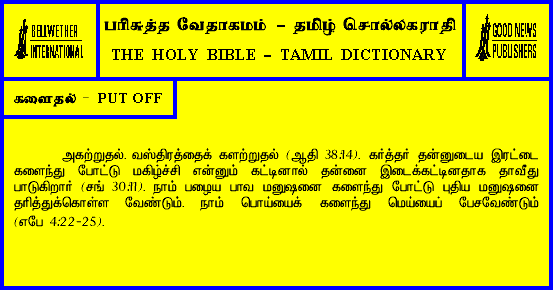 BELLWETHER
INTERNATIONAL
பரிசுத்த வேதாகமம் - தமிழ் சொல்லகராதி
THE HOLY BIBLE - TAMIL DICTIONARY
GOOD NEWS
PUBLISHERS
களைதல் - PUT OFF
அகற்றுதல். வஸ்திரத்தைக் களற்றுதல் (ஆதி 38:14). கர்த்தர் தன்னுடைய இரட்டை
களைந்து போட்டு மகிழ்ச்சி என்னும் கட்டினால் தன்னை இடைக்கட்டினதாக தாவீது
பாடுகிறார் (சங் 30:11). நாம் பழைய பாவ மனுஷனை களைந்து போட்டு புதிய மனுஷனை
தரித்துக்கொள்ள வேண்டும். நாம் பொய்யைக் களைந்து மெய்யைப் பேசவேண்டும்
(எபே 4:22-25).